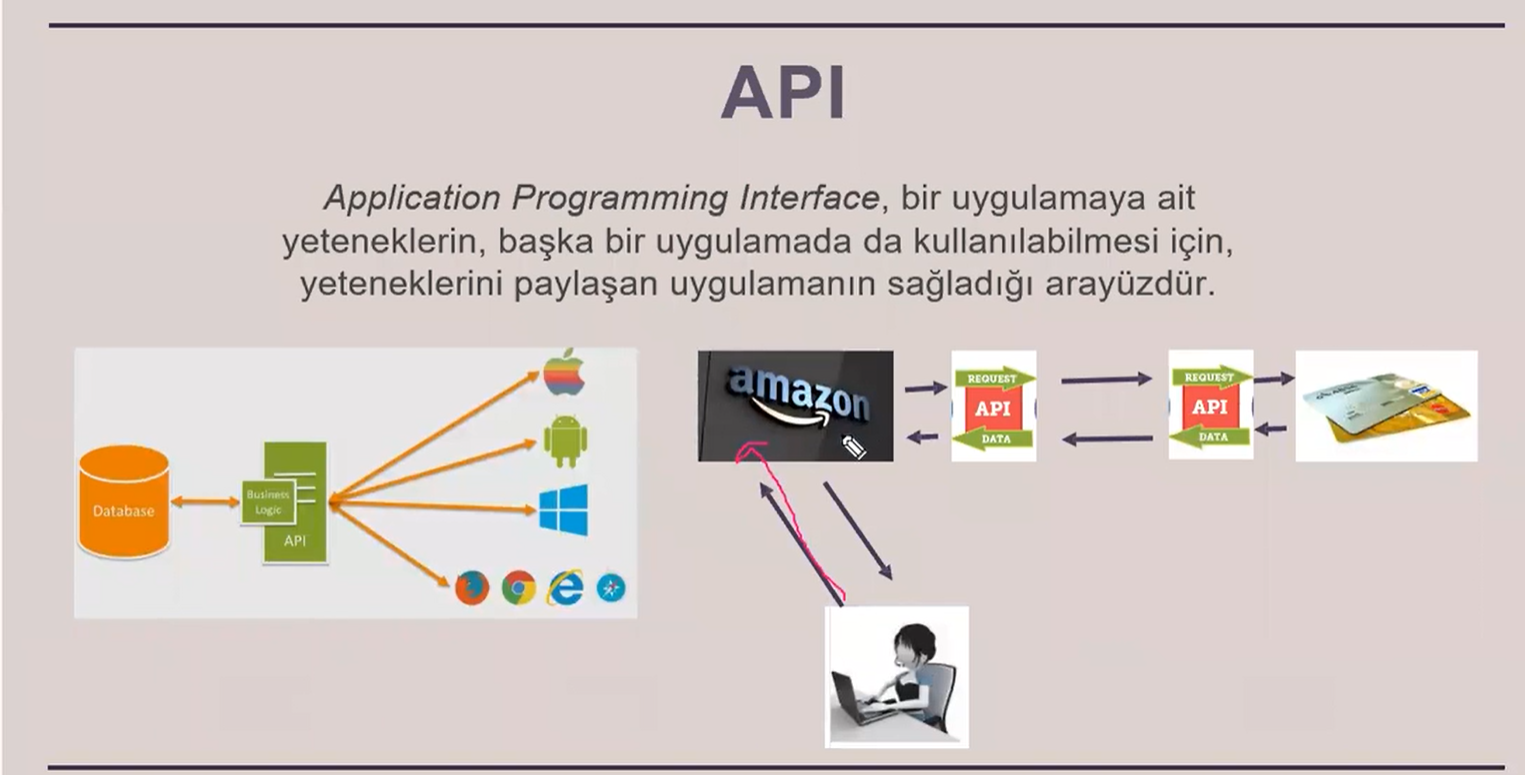 API
Application Programming Interface, bir uygulamaya ait
yeteneklerin, başka bir uygulamada da kullanılabilmesi için,
yeteneklerini paylaşan uygulamanın sağladığı arayüzdür.
Database
Business
Logic
API
amazon
REQUEST
API
DATA
REQUEST
API
DATA